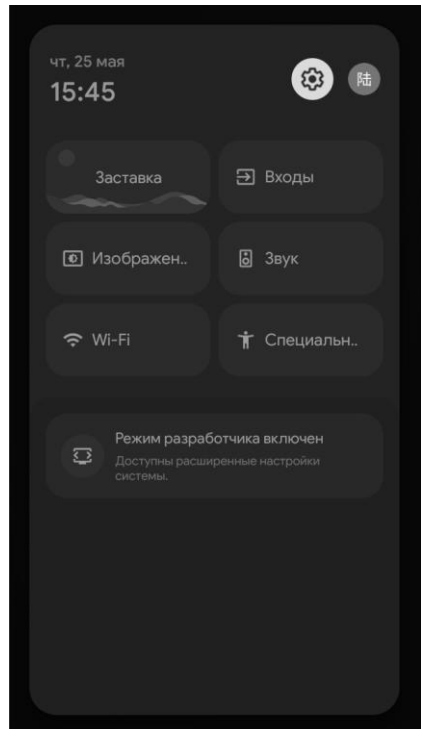 чт, 25 мая
15:45
陆
Заставка
Входы
Изображен..
Звук
Wi-Fi
Специальн..
Режим разработчика включен
Доступны расширенные настройки
системы.